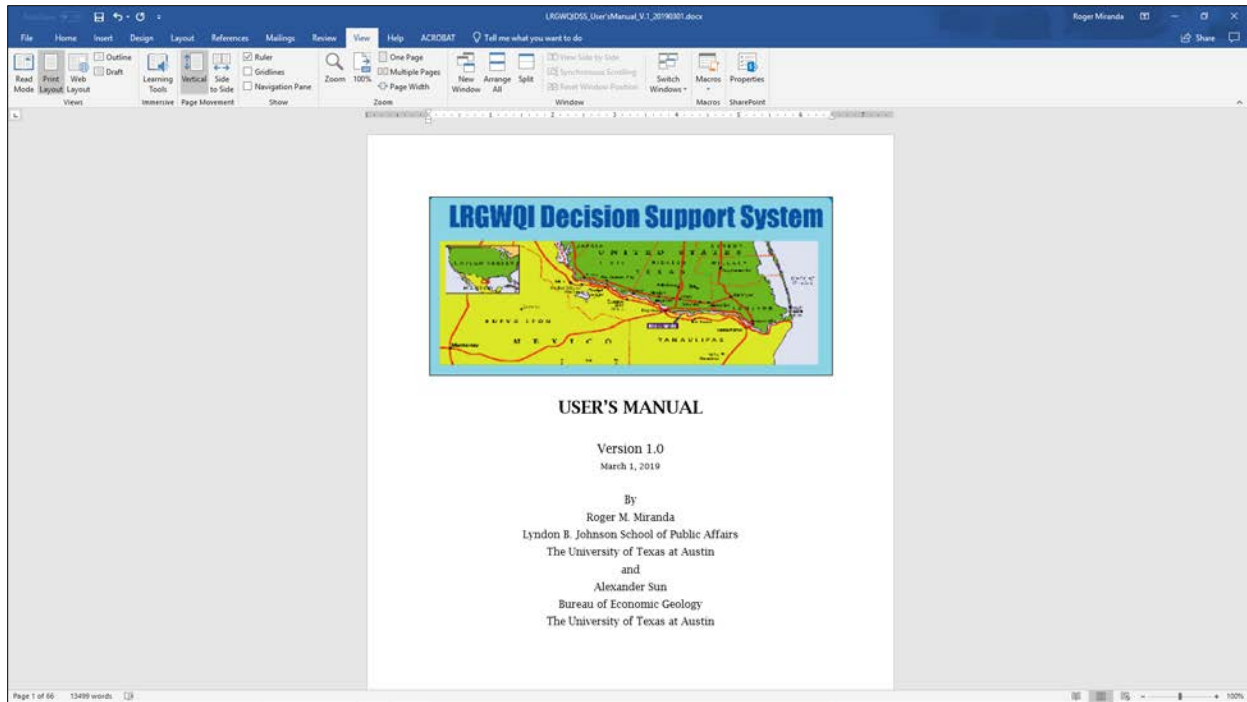 LRGWQIDSS_User'sManual_V.1_20190301.docx
Roger Miranda
File Home Insert Design Layout References Mailings Review View Help ACROBAT Tell me what you want to do
Share
Read Mode
Print Layout
Web Layout
Outline
Draft
Views
Learning Tools
Immersive
Vertical
Side to Side
Page Movement
Ruler
Gridlines
Navigation Pane
Show
Zoom
100%
One Page
Multiple Pages
Page Width
Zoom
New Window
Arrange All
Split
View Side by Side
Synchronous Scrolling
Reset Window Position
Window
Switch Windows
Macros
Macros
Properties
SharePoint
LRGWQI Decision Support System
UNITED STATES
TEXAS
NUEVO LEON
MEXICO
TAMAULIPAS
Monterrey
USER'S MANUAL
Version 1.0
March 1, 2019
By
Roger M. Miranda
Lyndon B. Johnson School of Public Affairs
The University of Texas at Austin
and
Alexander Sun
Bureau of Economic Geology
The University of Texas at Austin
Page 1 of 66 13499 words
100%